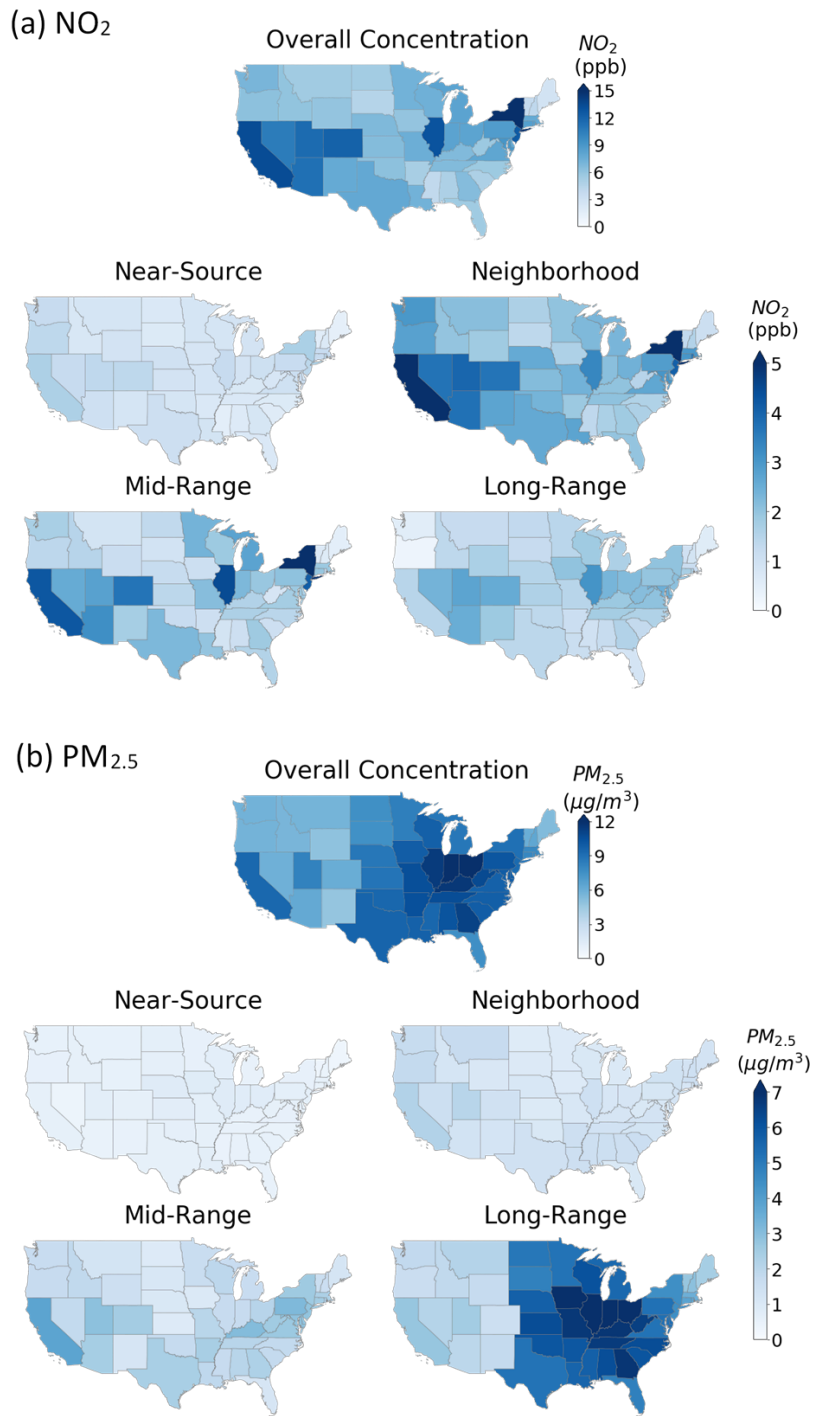 (a) NO₂
Overall Concentration
NO₂
(ppb)
15
12
9
6
3
0
Near-Source
Neighborhood
NO₂
(ppb)
5
4
3
2
1
0
Mid-Range
Long-Range
(b) PM₂.₅
Overall Concentration
PM₂.₅
(μg/m³)
12
9
6
3
0
Near-Source
Neighborhood
PM₂.₅
(μg/m³)
7
6
5
4
3
2
1
0
Mid-Range
Long-Range